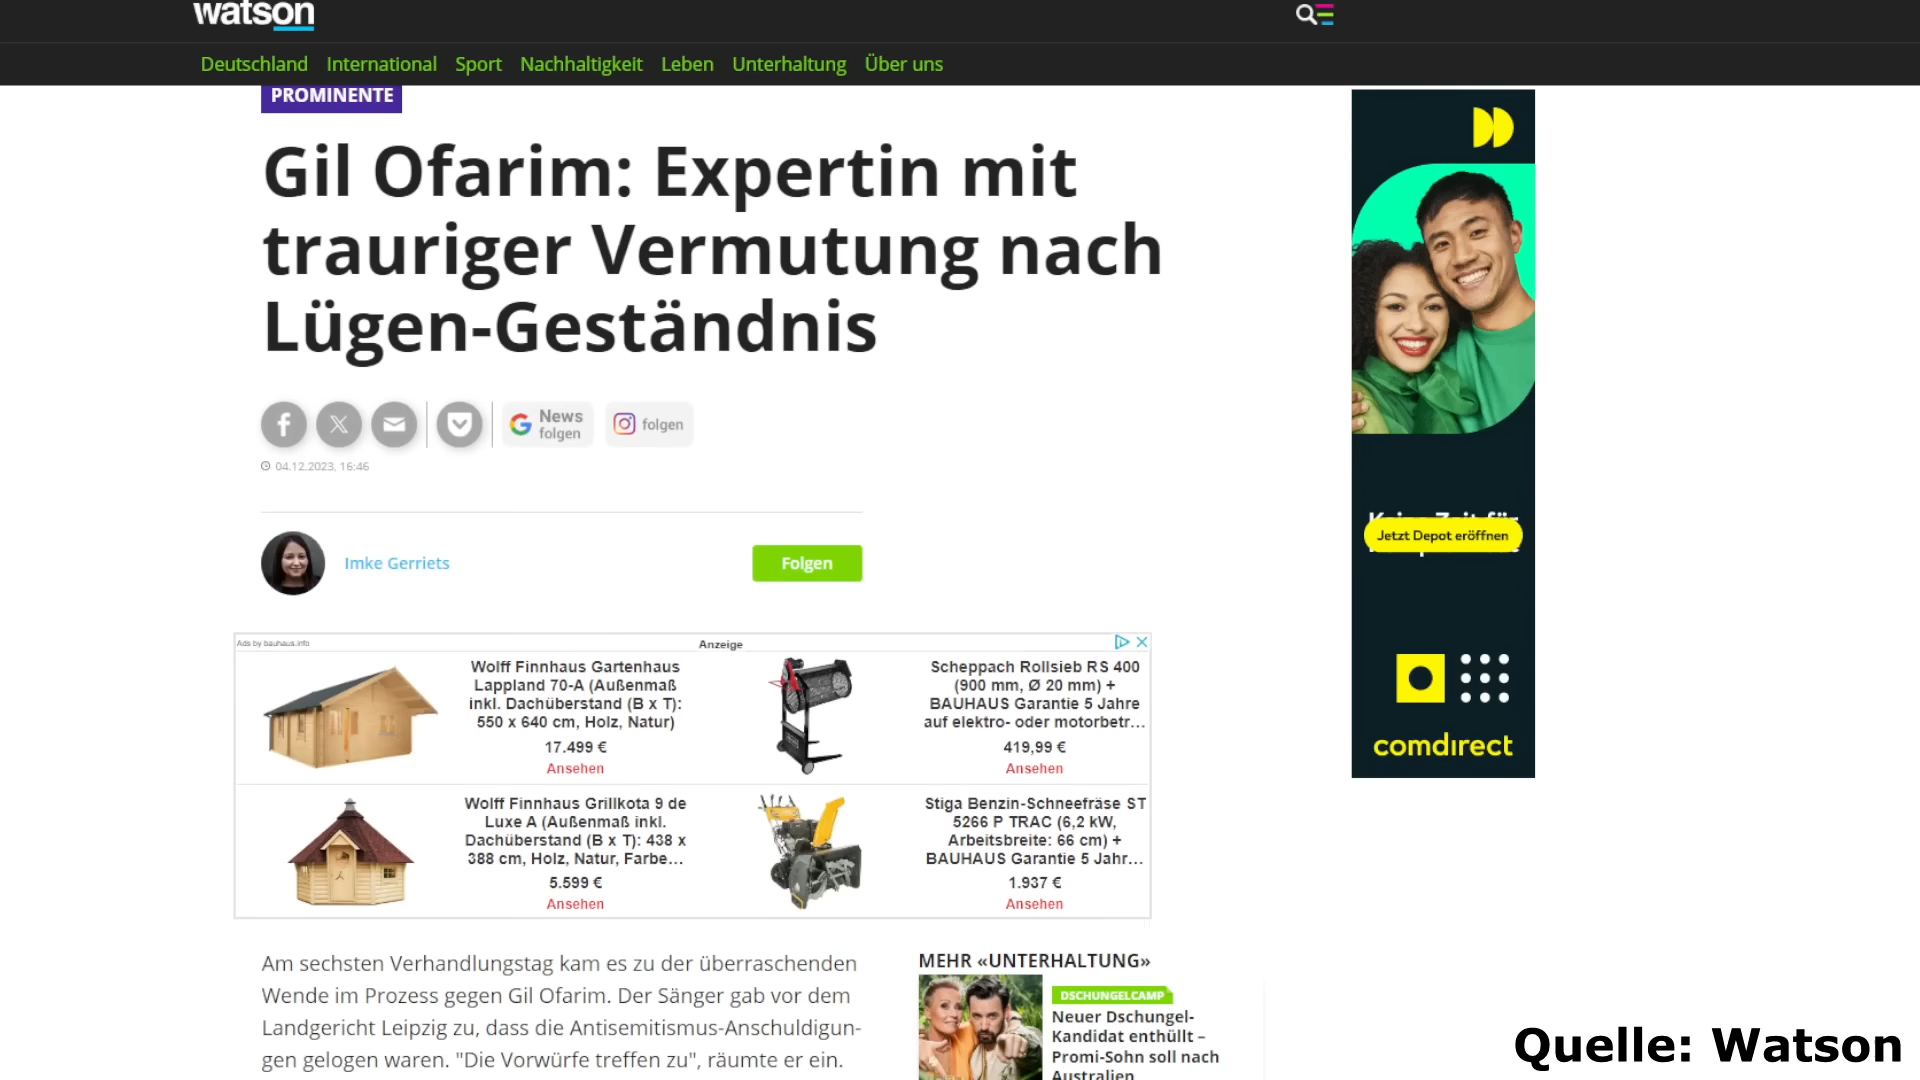 watson
Deutschland International Sport Nachhaltigkeit Leben Unterhaltung Über uns
PROMINENTE
Gil Ofarim: Expertin mit
trauriger Vermutung nach
Lügen-Geständnis
News
folgen
folgen
04.12.2023, 16:46
Imke Gerriets
Folgen
Ads by bauhaus.info
Anzeige
Wolff Finnhaus Gartenhaus
Lappland 70-A (Außenmaß
inkl. Dachüberstand (B x T):
550 x 640 cm, Holz, Natur)
17.499 €
Ansehen
Scheppach Rollsieb RS 400
(900 mm, Ø 20 mm) +
BAUHAUS Garantie 5 Jahre
auf elektro- oder motorbetr...
419,99 €
Ansehen
Wolff Finnhaus Grillkota 9 de
Luxe A (Außenmaß inkl.
Dachüberstand (B x T): 438 x
388 cm, Holz, Natur, Farbe...
5.599 €
Ansehen
Stiga Benzin-Schneefräse ST
5266 P TRAC (6,2 kW,
Arbeitsbreite: 66 cm) +
BAUHAUS Garantie 5 Jahr...
1.937 €
Ansehen
Am sechsten Verhandlungstag kam es zu der überraschenden
Wende im Prozess gegen Gil Ofarim. Der Sänger gab vor dem
Landgericht Leipzig zu, dass die Antisemitismus-Anschuldigun-
gen gelogen waren. "Die Vorwürfe treffen zu", räumte er ein.
MEHR «UNTERHALTUNG»
DSCHUNGELCAMP
Neuer Dschungel-
Kandidat enthüllt –
Promi-Sohn soll nach
Australien
Jetzt Depot eröffnen
comdirect
Quelle: Watson